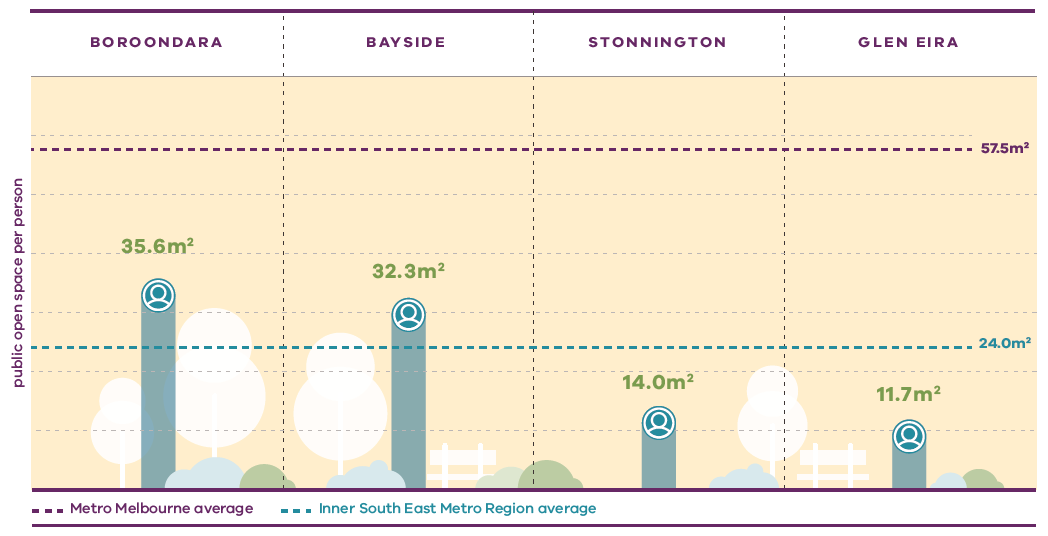 BOROONDARA
BAYSIDE
STONNINGTON
GLEN EIRA
public open space per person
57.5m²
35.6m²
32.3m²
24.0m²
14.0m²
11.7m²
Metro Melbourne average
Inner South East Metro Region average